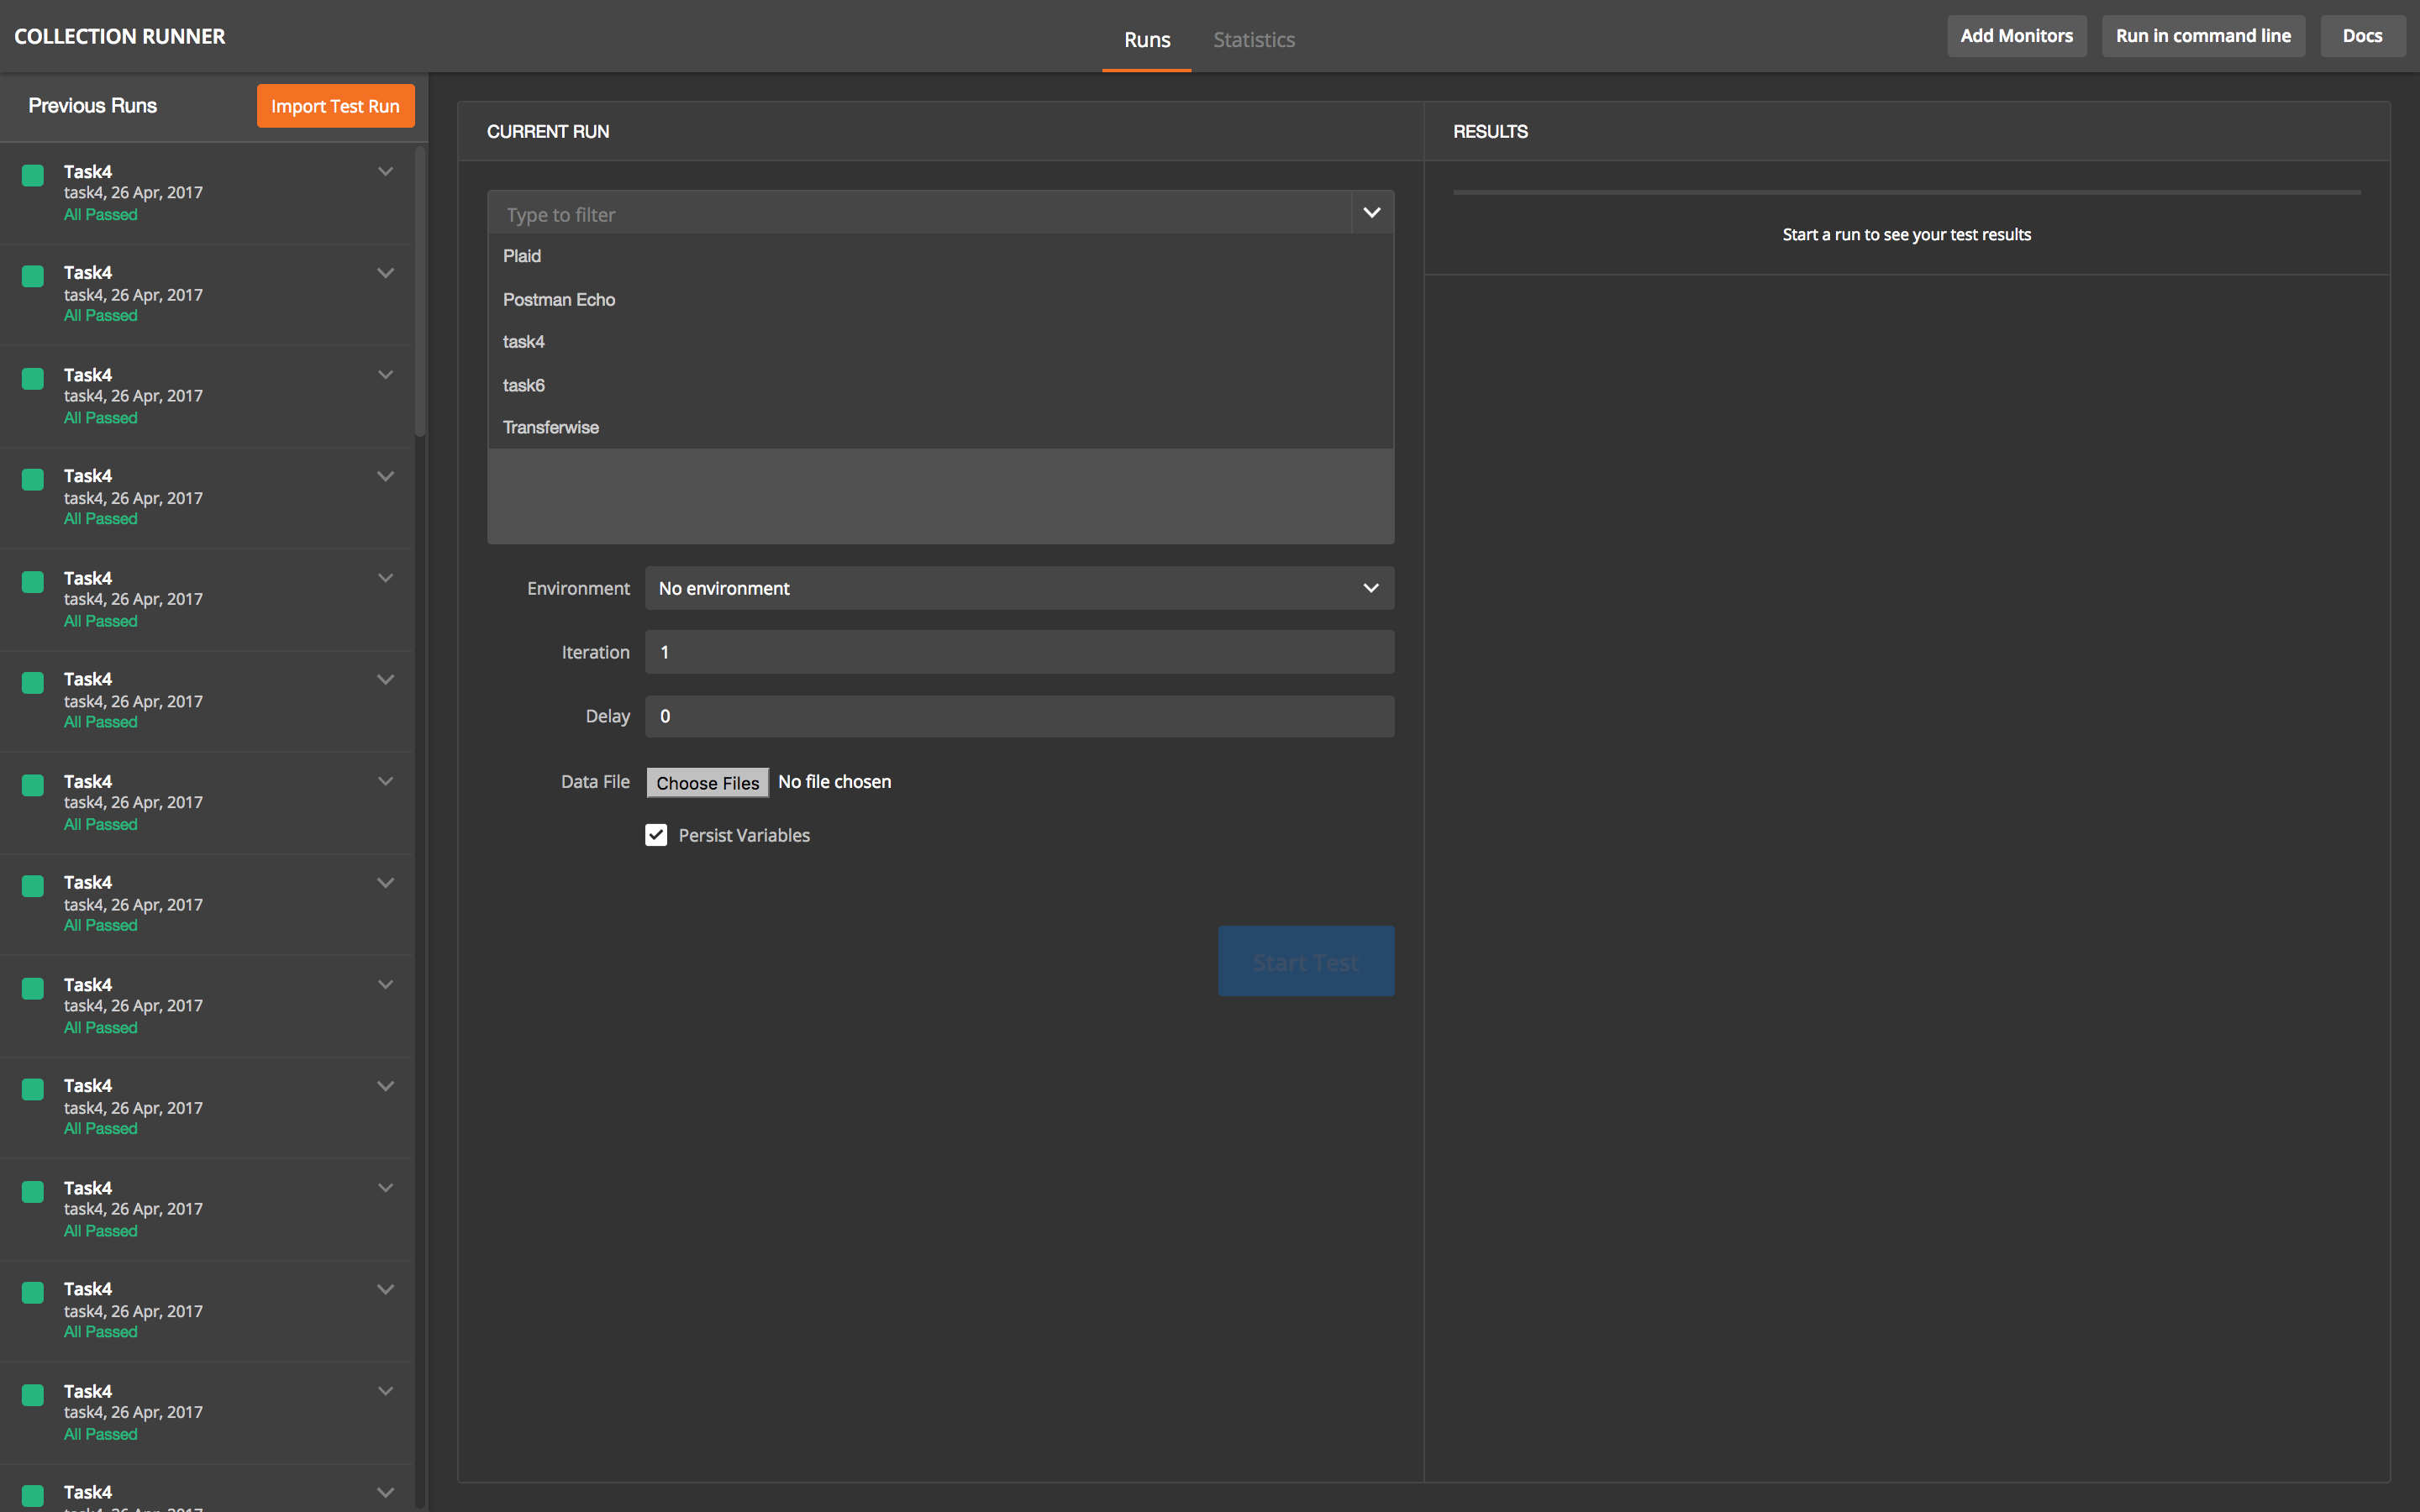 COLLECTION RUNNER
Runs
Statistics
Add Monitors
Run in command line
Docs
Previous Runs
Import Test Run
Task4
task4, 26 Apr, 2017
All Passed
Task4
task4, 26 Apr, 2017
All Passed
Task4
task4, 26 Apr, 2017
All Passed
Task4
task4, 26 Apr, 2017
All Passed
Task4
task4, 26 Apr, 2017
All Passed
Task4
task4, 26 Apr, 2017
All Passed
Task4
task4, 26 Apr, 2017
All Passed
Task4
task4, 26 Apr, 2017
All Passed
Task4
task4, 26 Apr, 2017
All Passed
Task4
task4, 26 Apr, 2017
All Passed
Task4
task4, 26 Apr, 2017
All Passed
Task4
task4, 26 Apr, 2017
All Passed
Task4
task4, 26 Apr, 2017
All Passed
Task4
CURRENT RUN
Type to filter
Plaid
Postman Echo
task4
task6
Transferwise
Environment No environment
Iteration 1
Delay 0
Data File Choose Files No file chosen
Persist Variables
Start Test
RESULTS
Start a run to see your test results